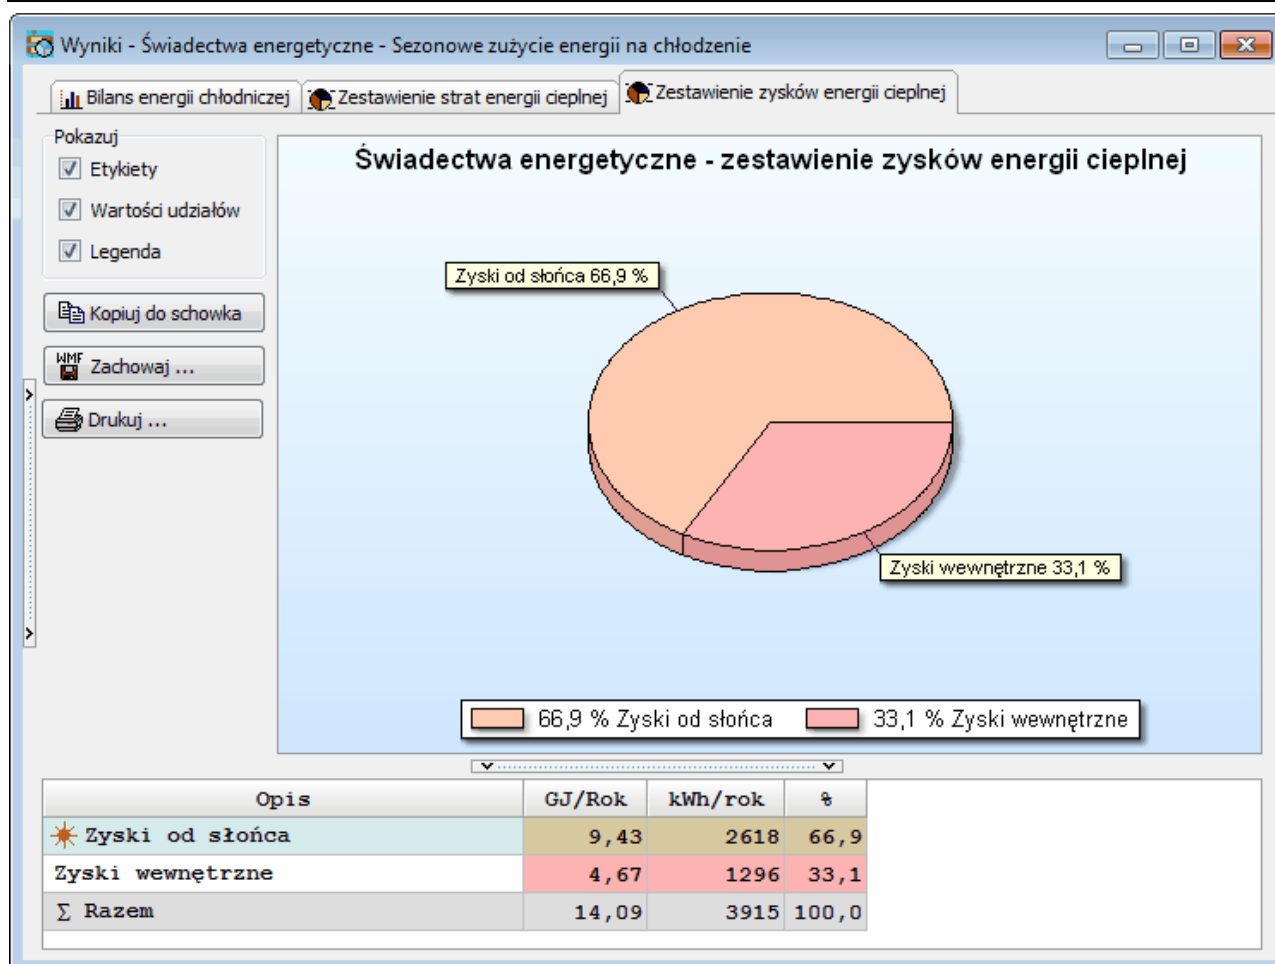 Wyniki - Świadectwa energetyczne - Sezonowe zużycie energii na chłodzenie
Bilans energii chłodniczej Zestawienie strat energii cieplnej Zestawienie zysków energii cieplnej
Pokazuj
Etykiety
Wartości udziałów
Legenda
Kopiuj do schowka
WMF Zachowaj ...
Drukuj ...
Świadectwa energetyczne - zestawienie zysków energii cieplnej
Zyski od słońca 66,9 %
Zyski wewnętrzne 33,1 %
66,9 % Zyski od słońca 33,1 % Zyski wewnętrzne
Opis GJ/Rok kWh/rok %
Zyski od słońca 9,43 2618 66,9
Zyski wewnętrzne 4,67 1296 33,1
∑ Razem 14,09 3915 100,0